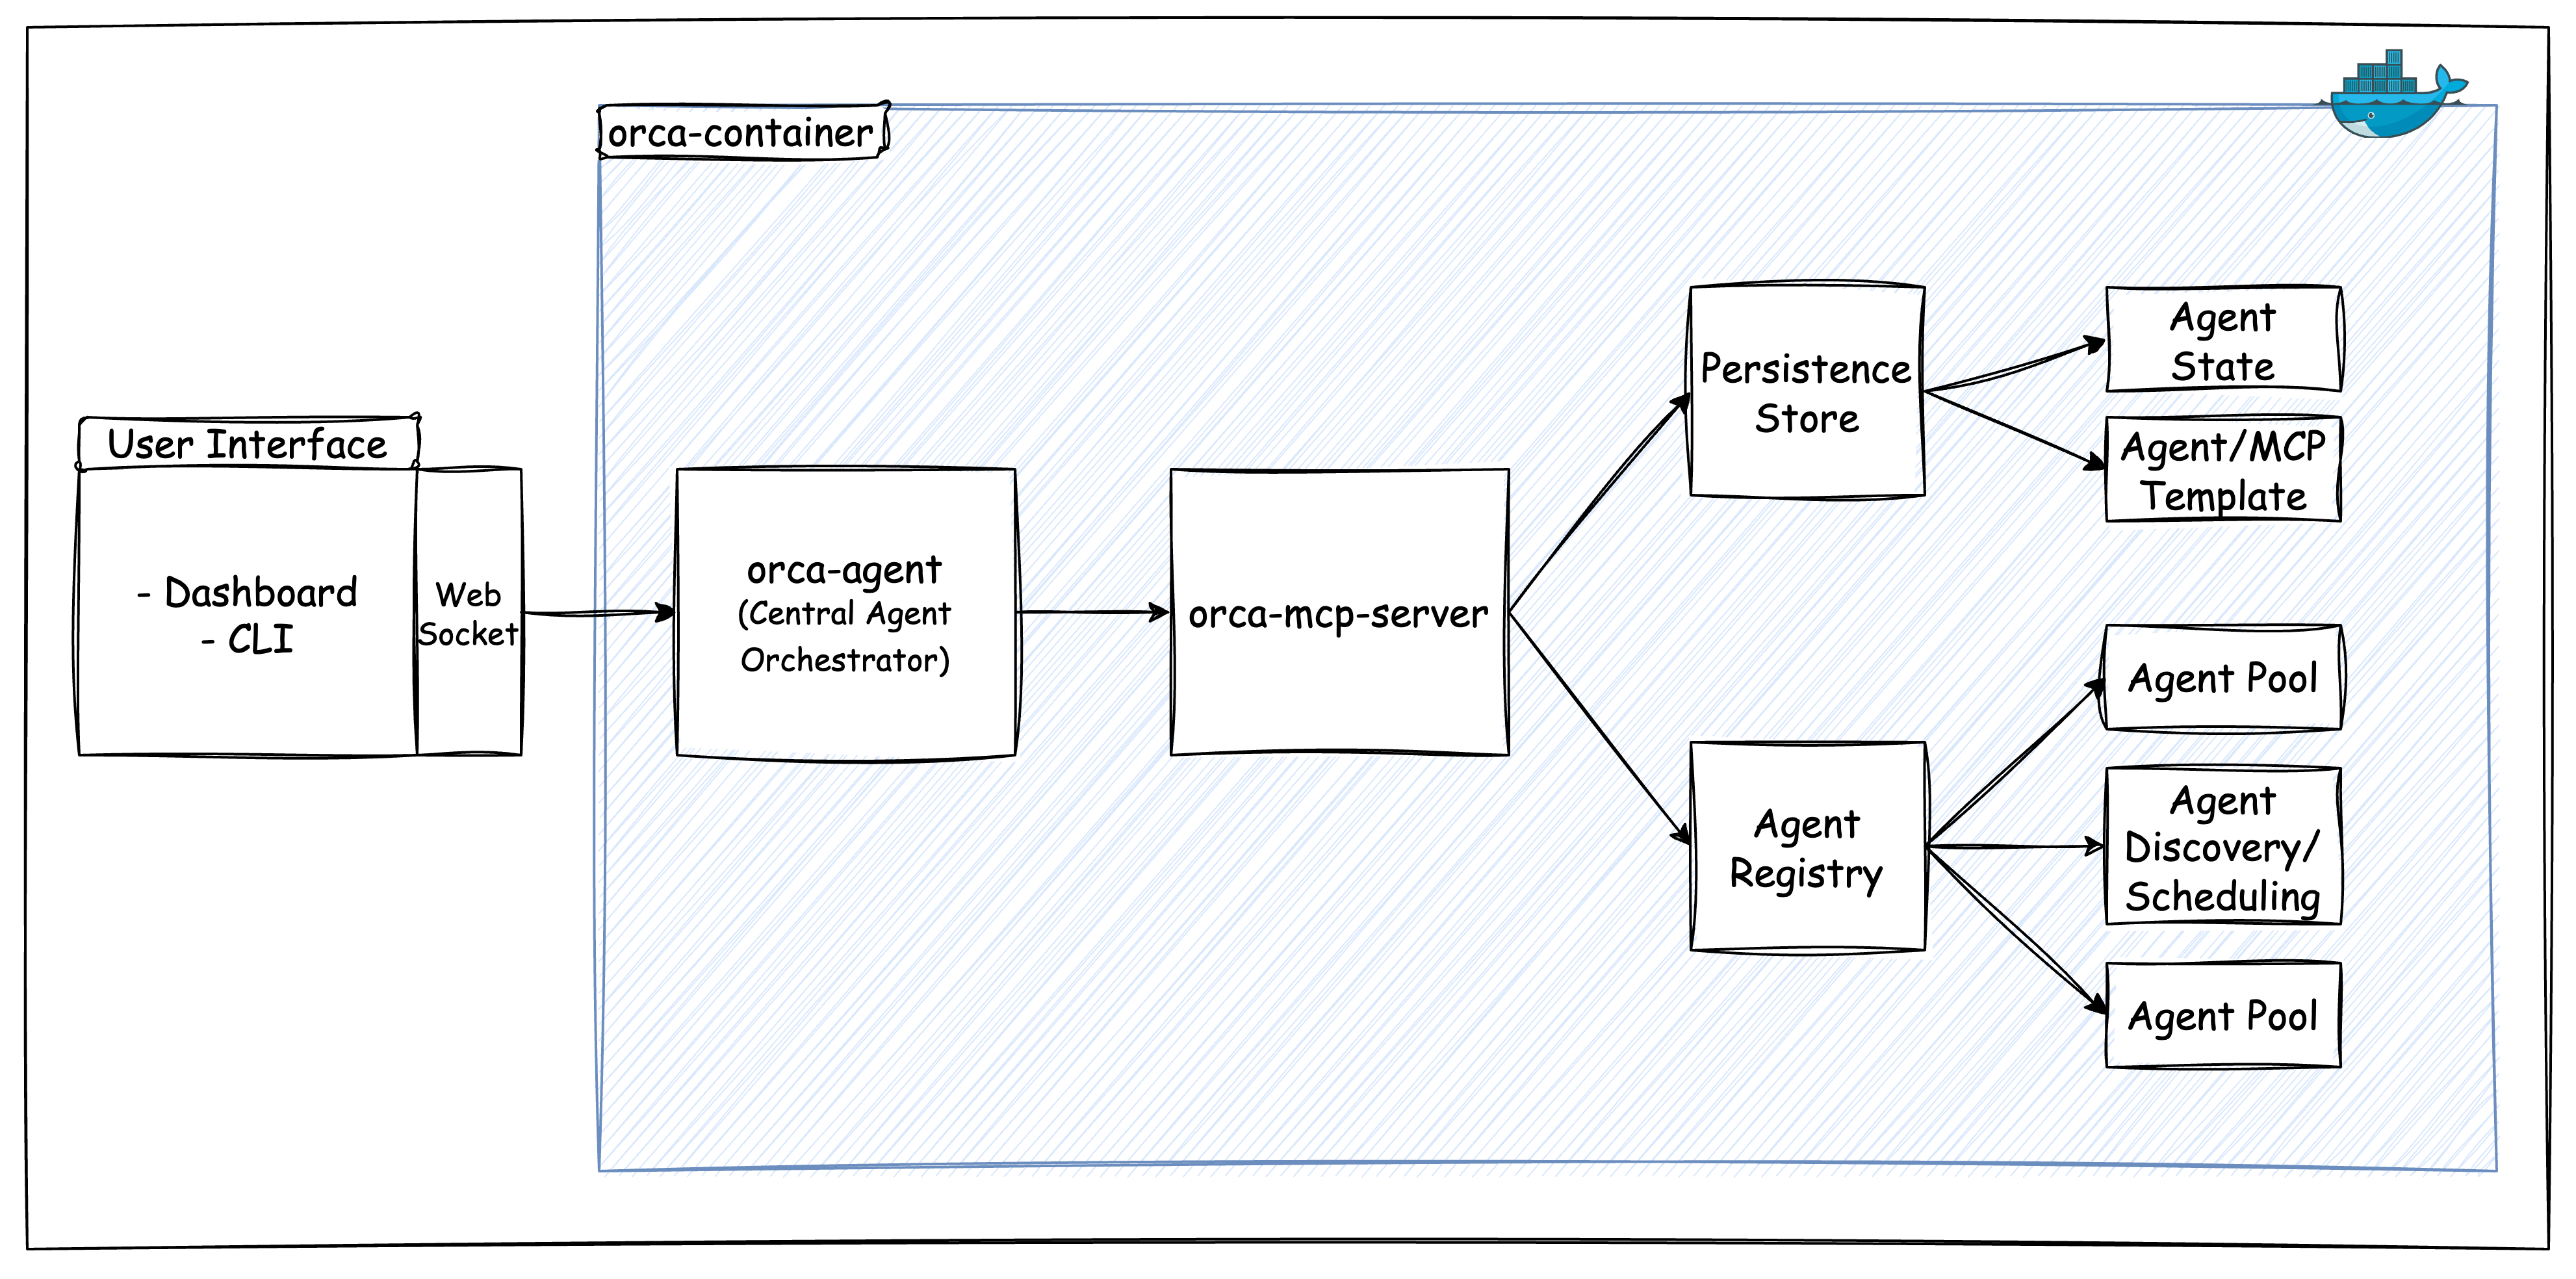 orca-container
User Interface
- Dashboard
- CLI
Web
Socket
orca-agent
(Central Agent
Orchestrator)
orca-mcp-server
Persistence
Store
Agent
State
Agent/MCP
Template
Agent
Registry
Agent Pool
Agent
Discovery/
Scheduling
Agent Pool